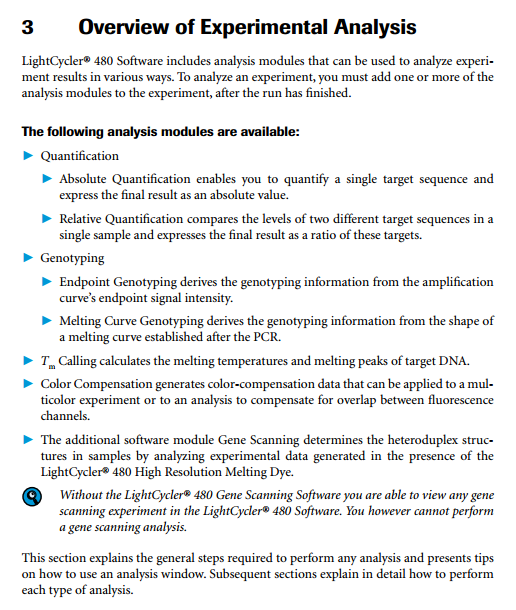 3 Overview of Experimental Analysis
LightCycler® 480 Software includes analysis modules that can be used to analyze experi-
ment results in various ways. To analyze an experiment, you must add one or more of the
analysis modules to the experiment, after the run has finished.
The following analysis modules are available:
► Quantification
► Absolute Quantification enables you to quantify a single target sequence and
express the final result as an absolute value.
► Relative Quantification compares the levels of two different target sequences in a
single sample and expresses the final result as a ratio of these targets.
► Genotyping
► Endpoint Genotyping derives the genotyping information from the amplification
curve's endpoint signal intensity.
► Melting Curve Genotyping derives the genotyping information from the shape of
a melting curve established after the PCR.
► Tm Calling calculates the melting temperatures and melting peaks of target DNA.
► Color Compensation generates color-compensation data that can be applied to a mul-
ticolor experiment or to an analysis to compensate for overlap between fluorescence
channels.
► The additional software module Gene Scanning determines the heteroduplex struc-
tures in samples by analyzing experimental data generated in the presence of the
LightCycler® 480 High Resolution Melting Dye.
Without the LightCycler® 480 Gene Scanning Software you are able to view any gene
scanning experiment in the LightCycler® 480 Software. You however cannot perform
a gene scanning analysis.
This section explains the general steps required to perform any analysis and presents tips
on how to use an analysis window. Subsequent sections explain in detail how to perform
each type of analysis.